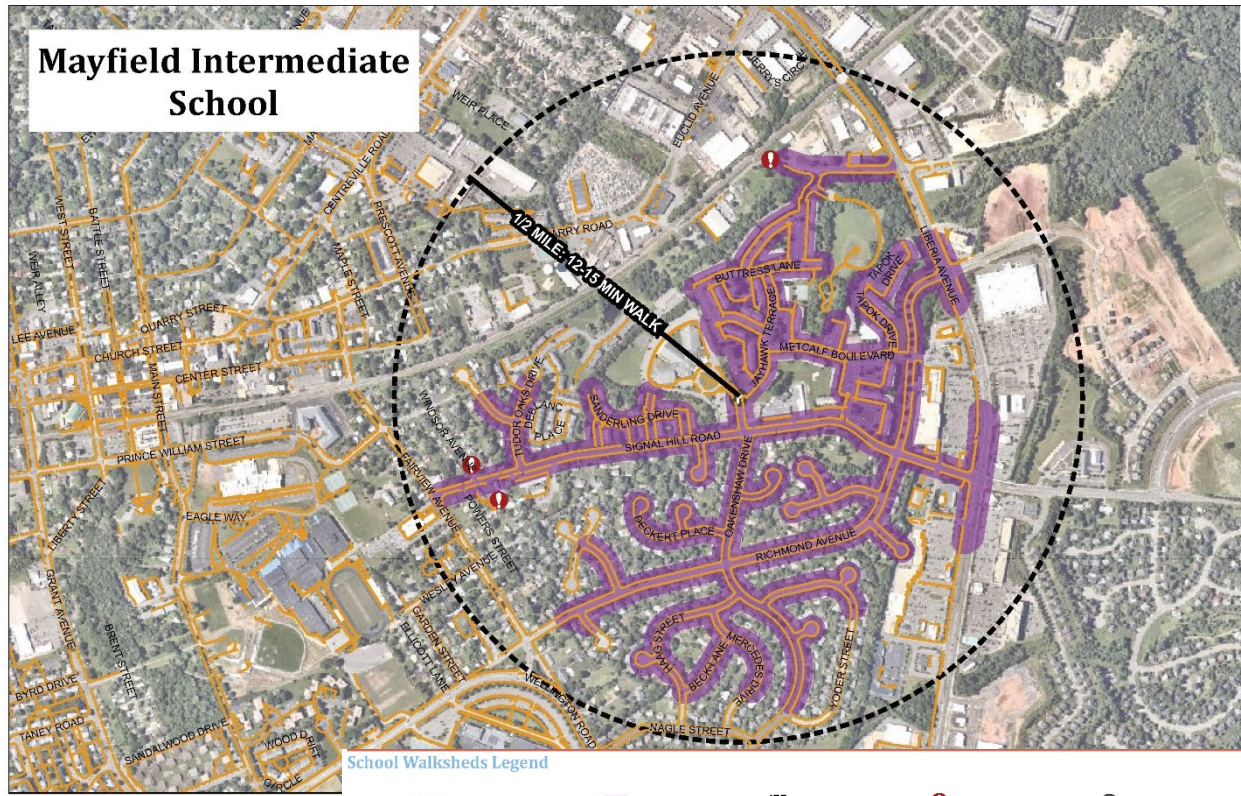 Mayfield Intermediate
School
WEIR PLACE
JERRY'S CIRCLE
EUCLID AVENUE
CENTREVILLE ROAD
PRESCOTT AVENUE
MAPLE STREET
WEST STREET
BATTLE STREET
WEIR ALLEY
LEE AVENUE
QUARRY STREET
CHURCH STREET
CENTER STREET
MAIN STREET
PRINCE WILLIAM STREET
LIBERTY STREET
EAGLE WAY
GRANT AVENUE
BRENT STREET
BYRD DRIVE
TANEY ROAD
SANDALWOOD DRIVE
CIRCLE
1/2 MILE: 12-15 MIN WALK
BUTTRESS LANE
JAYHAWK TERRACE
METCALF BOULEVARD
TAROK
DRIVE
TAROK DRIVE
LIBERIA AVENUE
WINDSOR AVENUE
TUDOR OAKS DRIVE
PLACE
SANDERLING DRIVE
SIGNAL HILL ROAD
FAIRVIEW AVENUE
POWERS STREET
WESLEY AVENUE
GARDEN STREET
ELLICOTT LANE
WELLINGTON ROAD
DECKERT PLACE
OAKENSHAW DRIVE
RICHMOND AVENUE
HAAG STREET
BECK LANE
MERCEDES DRIVE
YODER STREET
NAGLE STREET
School Walksheds Legend